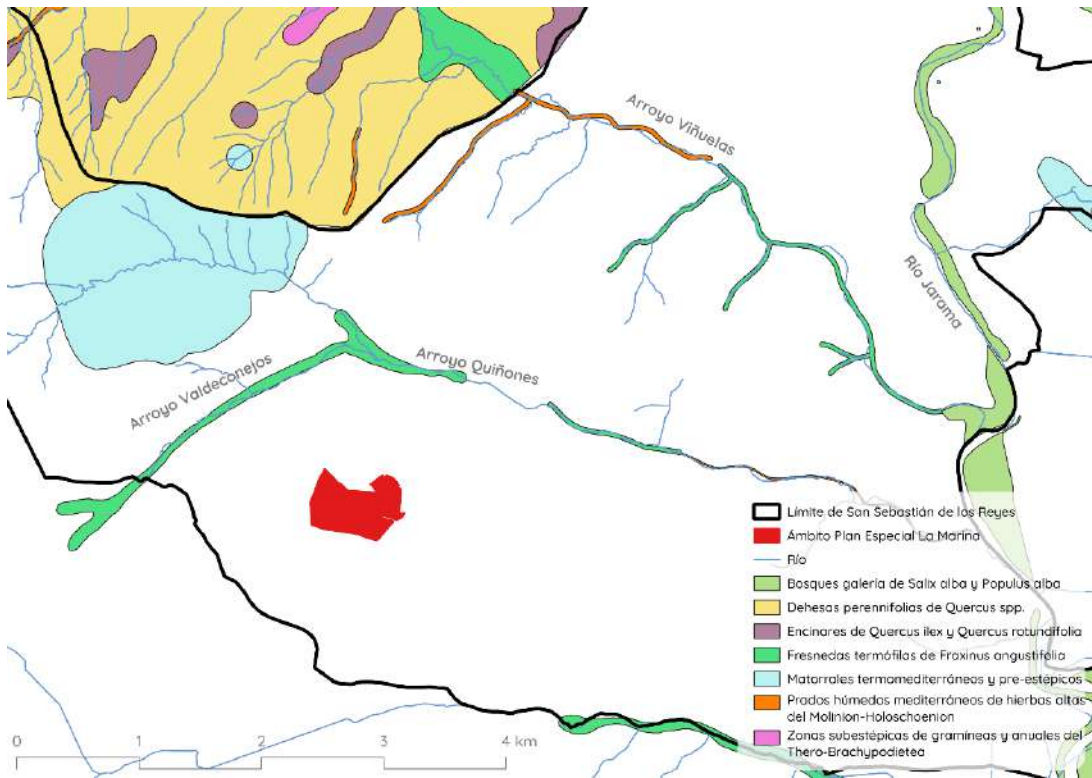 Arroyo Viñuelas
Río Jarama
Arroyo Valdeconejos
Arroyo Quiñones
Límite de San Sebastián de los Reyes
Ámbito Plan Especial La Marina
Río
Bosques galería de Salix alba y Populus alba
Dehesas perennifolias de Quercus spp.
Encinares de Quercus ilex y Quercus rotundifolia
Fresnedas termófilas de Fraxinus angustifolia
Matorrales termomediterráneos y pre-estépicos
Prados húmedos mediterráneos de hierbas altas
del Molinion-Holoschoenion
Zonas subestépicas de gramíneas y anuales del
Thero-Brachypodietea
0 1 2 3 4 km